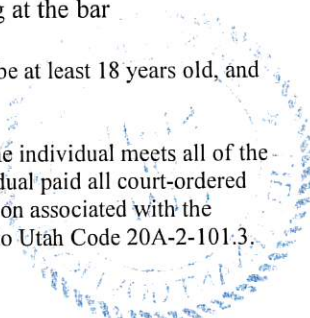 g at the bar
be at least 18 years old, and
e individual meets all of the
dual paid all court-ordered
on associated with the
o Utah Code 20A-2-101.3.